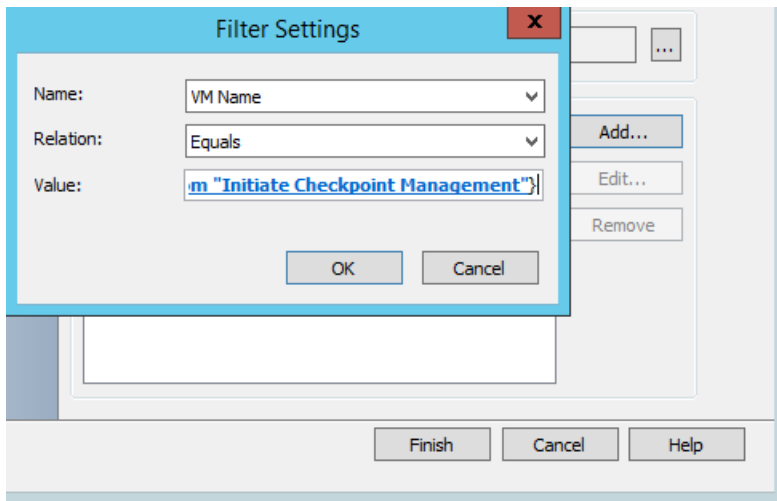 Filter Settings
x
...
Name:
VM Name
Relation:
Equals
Add...
Value:
m "Initiate Checkpoint Management"}
Edit...
Remove
OK
Cancel
Finish
Cancel
Help